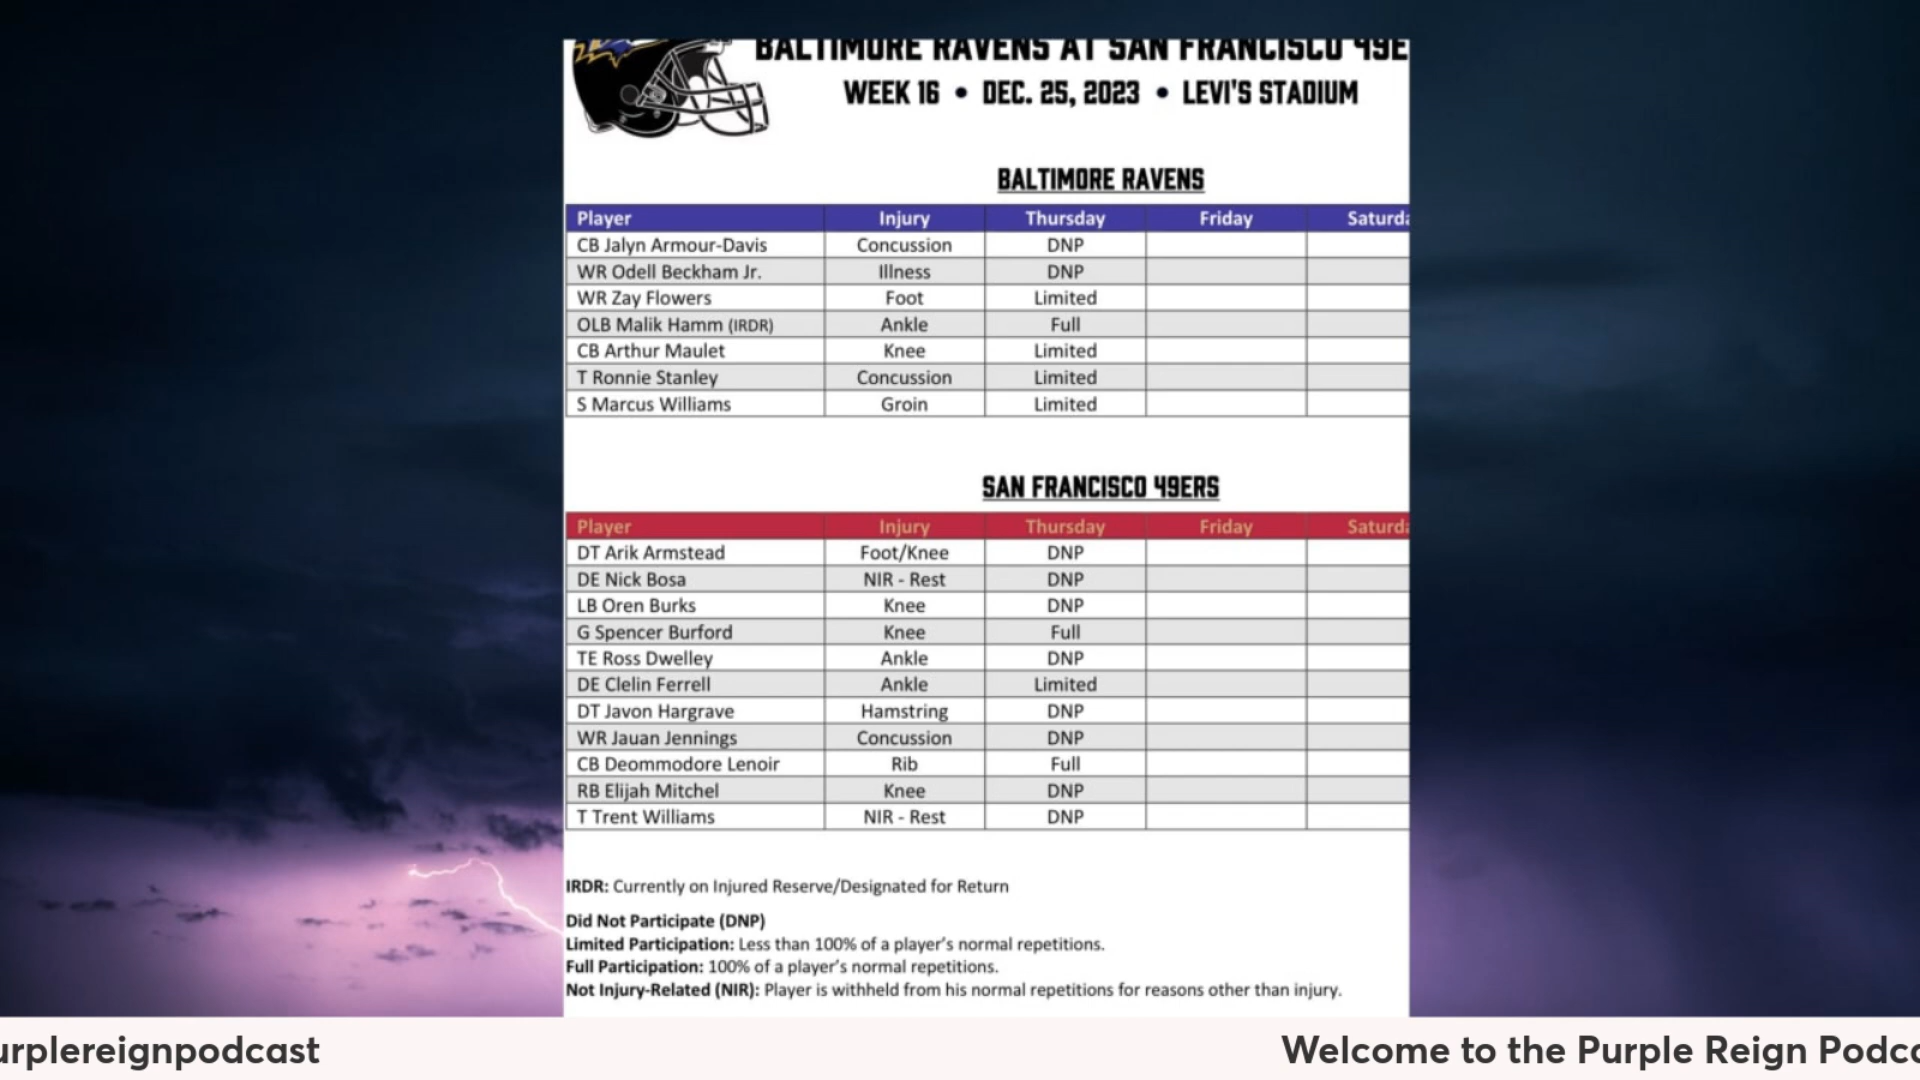 BALTIMORE RAVENS AT SAN FRANCISCO 49E
WEEK 16 • DEC. 25, 2023 • LEVI'S STADIUM
BALTIMORE RAVENS
Player Injury Thursday Friday Saturda
CB Jalyn Armour-Davis Concussion DNP
WR Odell Beckham Jr. Illness DNP
WR Zay Flowers Foot Limited
OLB Malik Hamm (IRDR) Ankle Full
CB Arthur Maulet Knee Limited
T Ronnie Stanley Concussion Limited
S Marcus Williams Groin Limited
SAN FRANCISCO 49ERS
Player Injury Thursday Friday Saturda
DT Arik Armstead Foot/Knee DNP
DE Nick Bosa NIR - Rest DNP
LB Oren Burks Knee DNP
G Spencer Burford Knee Full
TE Ross Dwelley Ankle DNP
DE Clelin Ferrell Ankle Limited
DT Javon Hargrave Hamstring DNP
WR Jauan Jennings Concussion DNP
CB Deommodore Lenoir Rib Full
RB Elijah Mitchel Knee DNP
T Trent Williams NIR - Rest DNP
IRDR: Currently on Injured Reserve/Designated for Return
Did Not Participate (DNP)
Limited Participation: Less than 100% of a player's normal repetitions.
Full Participation: 100% of a player's normal repetitions.
Not Injury-Related (NIR): Player is withheld from his normal repetitions for reasons other than injury.
urplereignpodcast Welcome to the Purple Reign Podca